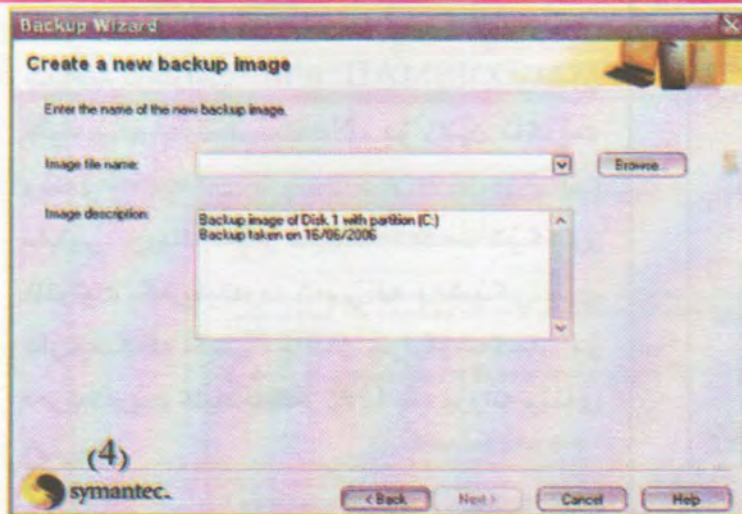 Backup Wizard
Create a new backup image
Enter the name of the new backup image.
Image file name:
Browse...
Image description:
Backup image of Disk 1 with partition (C:)
Backup taken on 16/06/2006
(4)
symantec.
< Back
Next >
Cancel
Help